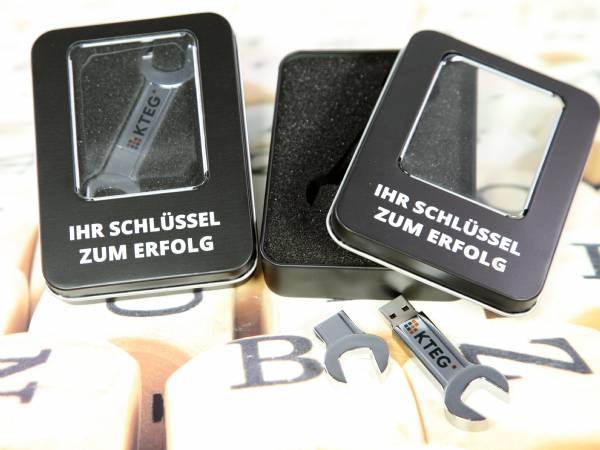 KTEG
IHR SCHLÜSSEL
ZUM ERFOLG
IHR SCHLÜSSEL
ZUM ERFOLG
KTEG
B
N